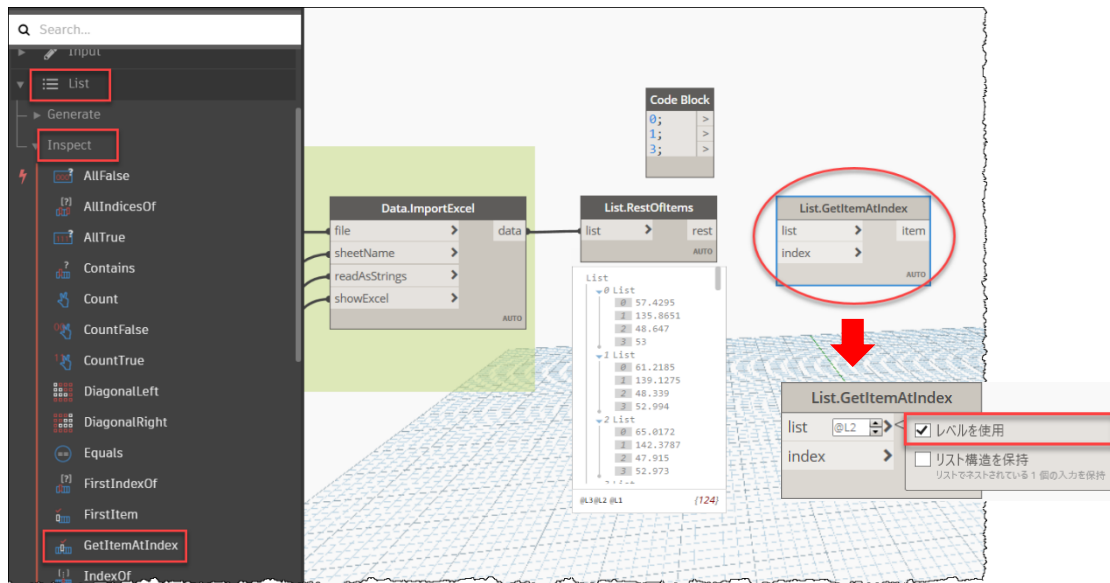 Search...
Input
List
Generate
Inspect
AllFalse
AllIndicesOf
AllTrue
Contains
Count
CountFalse
CountTrue
DiagonalLeft
DiagonalRight
Equals
FirstIndexOf
FirstItem
GetItemAtIndex
IndexOf
Code Block
0; >
1; >
3; >
Data.ImportExcel
file > data
sheetName >
readAsStrings >
showExcel >
AUTO
List.RestOfItems
list > rest
AUTO
List
0 List
0 57.4295
1 135.8651
2 48.647
3 53
1 List
0 61.2185
1 139.1275
2 48.339
3 52.994
2 List
0 65.0172
1 142.3787
2 47.915
3 52.973
@L3@L2 @L1 {124}
List.GetItemAtIndex
list > item
index >
AUTO
List.GetItemAtIndex
list @L2 > <
index >
レベルを使用
リスト構造を保持
リストでネストされている 1 個の入力を保持